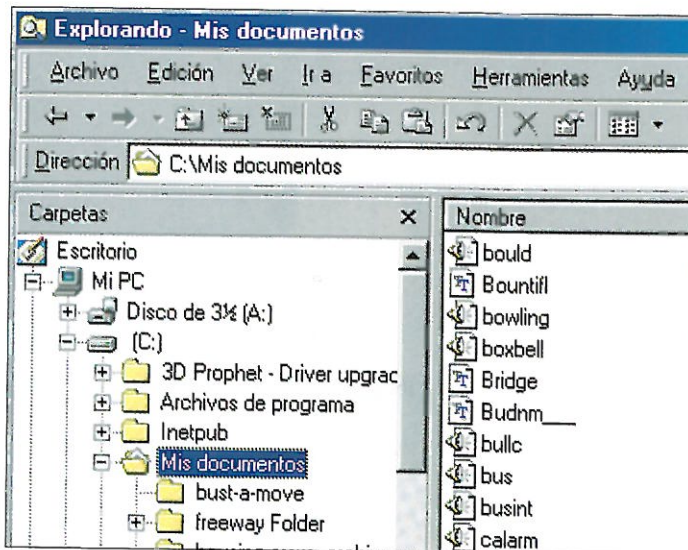 Explorando - Mis documentos
Archivo Edición Ver Ir a Favoritos Herramientas Ayuda
Dirección C:\Mis documentos
Carpetas
Escritorio
Mi PC
Disco de 3½ (A:)
(C:)
3D Prophet - Driver upgrac
Archivos de programa
Inetpub
Mis documentos
bust-a-move
freeway Folder
Nombre
bould
Bountifl
bowling
boxbell
Bridge
Budnm___
bullc
bus
busint
calarm